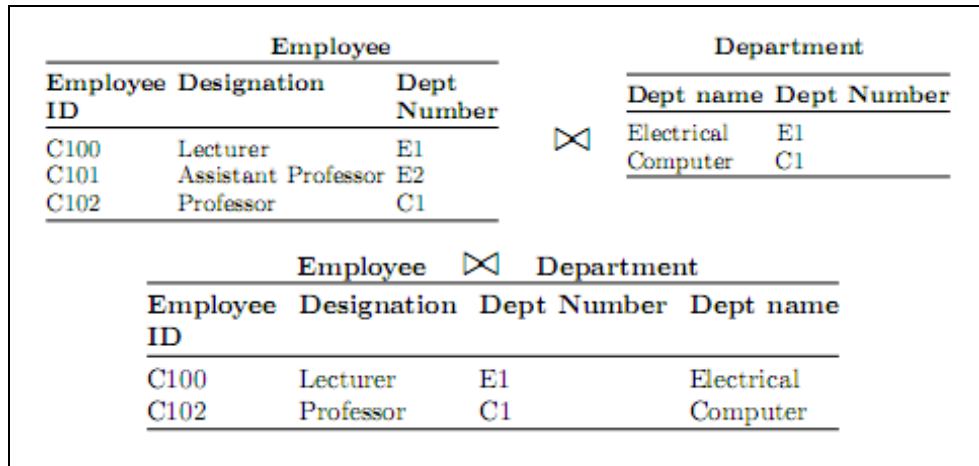 Employee
Employee Designation Dept
ID Number
C100 Lecturer E1
C101 Assistant Professor E2
C102 Professor C1
⋈
Department
Dept name Dept Number
Electrical E1
Computer C1
Employee ⋈ Department
Employee Designation Dept Number Dept name
ID
C100 Lecturer E1 Electrical
C102 Professor C1 Computer